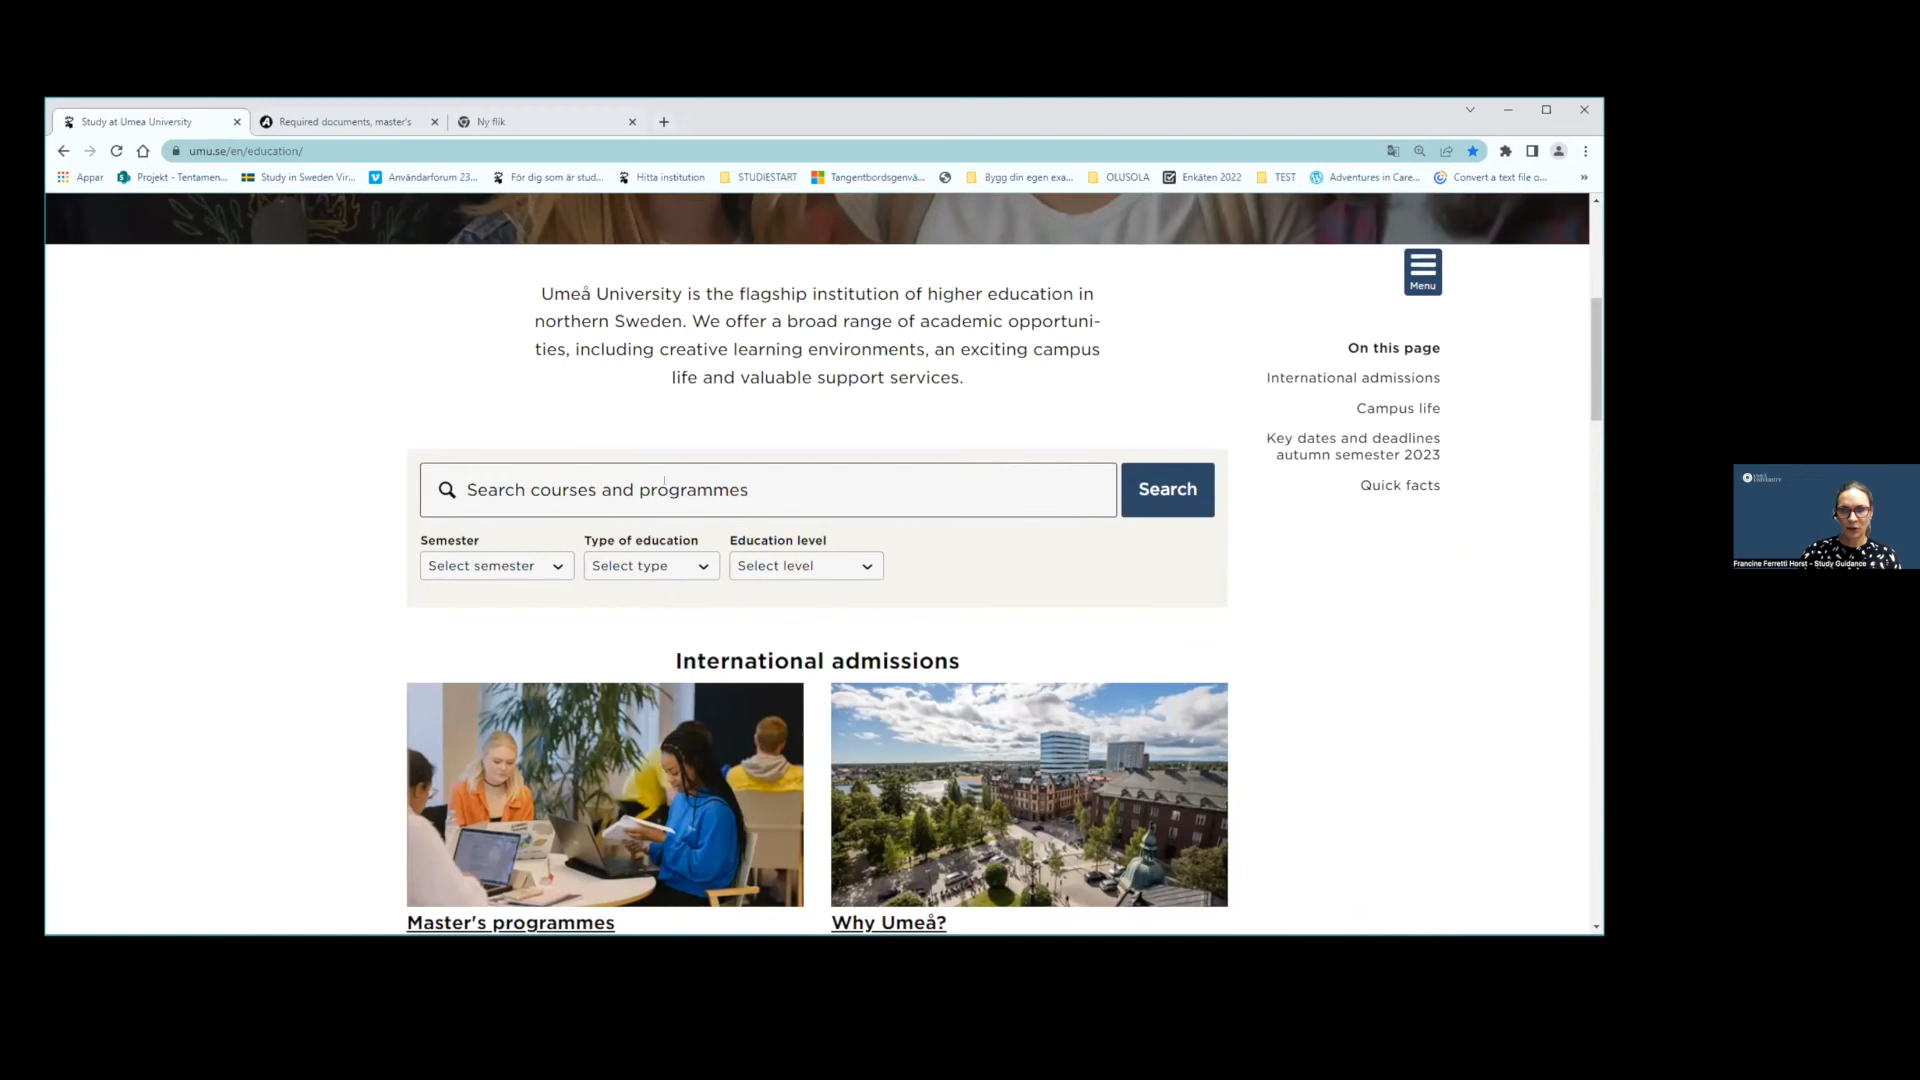 Study at Umea University
Required documents, master's
Ny flik
umu.se/en/education/
Appar
Projekt - Tentamen...
Study in Sweden Vir...
Användarforum 23...
För dig som är stud...
Hitta institution
STUDIESTART
Tangentbordsgenvä...
Bygg din egen exa...
OLUSOLA
Enkäten 2022
TEST
Adventures in Care...
Convert a text file o...
»
Menu
Umeå University is the flagship institution of higher education in
northern Sweden. We offer a broad range of academic opportuni-
ties, including creative learning environments, an exciting campus
life and valuable support services.
On this page
International admissions
Campus life
Key dates and deadlines
autumn semester 2023
Quick facts
Search courses and programmes
Search
Semester
Type of education
Education level
Select semester
Select type
Select level
International admissions
Master's programmes
Why Umeå?
UMEÅ
UNIVERSITY
Francine Ferretti Horst - Study Guidance